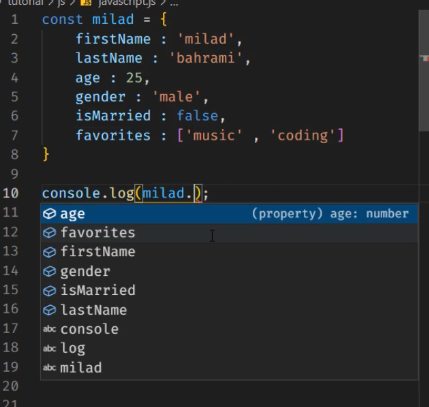 tutorial > js > JS javascript.js > ...
1 const milad = {
2 firstName : 'milad',
3 lastName : 'bahrami',
4 age : 25,
5 gender : 'male',
6 isMarried : false,
7 favorites : ['music' , 'coding']
8 }
9
10 console.log(milad.);
11 age (property) age: number
12 favorites
13 firstName
14 gender
15 isMarried
16 lastName
17 abc console
18 abc log
19 abc milad
20
21